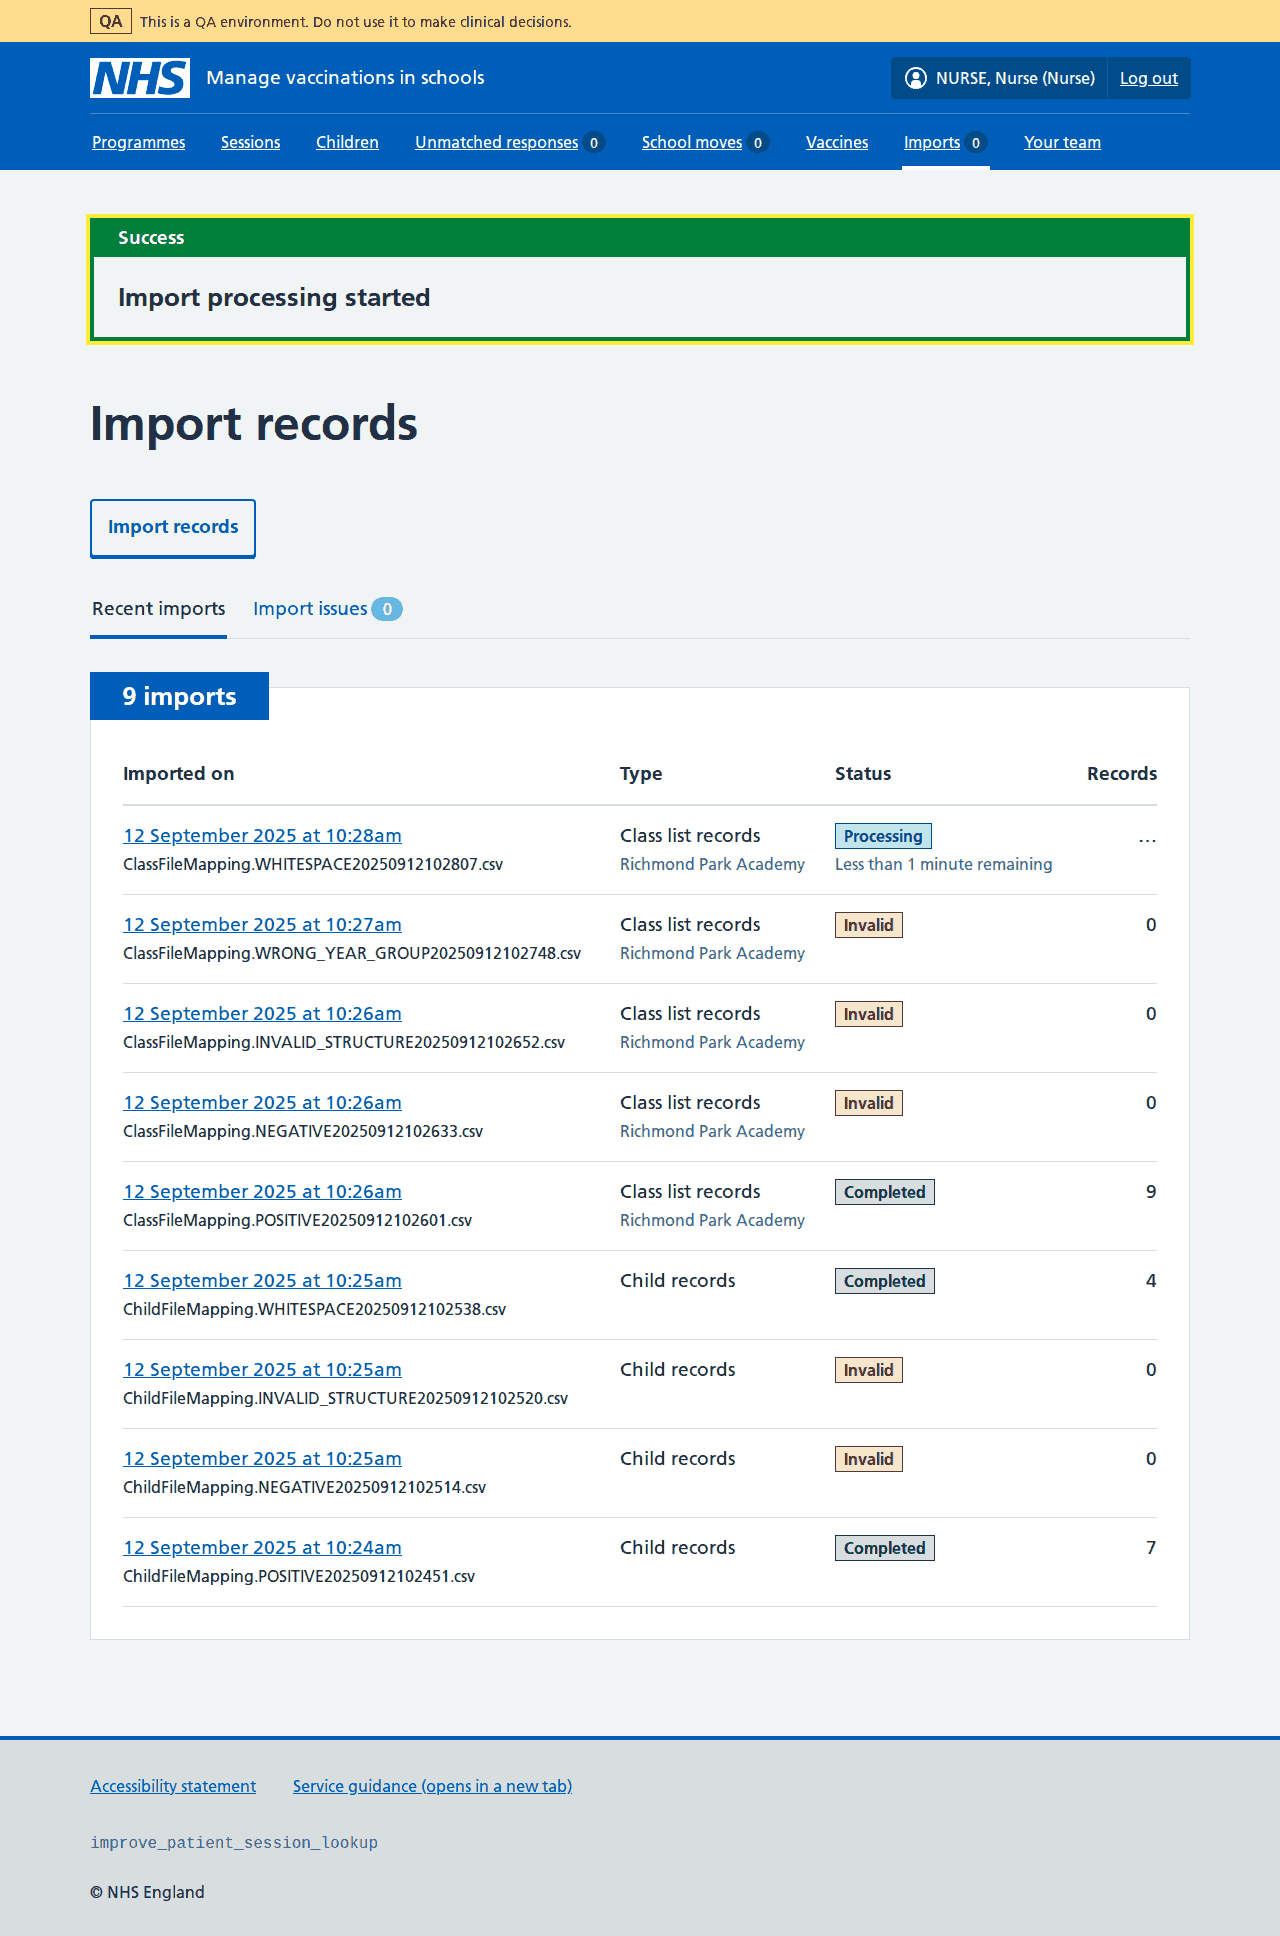 QA This is a QA environment. Do not use it to make clinical decisions.
NHS Manage vaccinations in schools NURSE, Nurse (Nurse) Log out
Programmes Sessions Children Unmatched responses 0 School moves 0 Vaccines Imports 0 Your team
Success
Import processing started
Import records
Import records
Recent imports Import issues 0
9 imports
Imported on Type Status Records
12 September 2025 at 10:28am Class list records Processing ...
ClassFileMapping.WHITESPACE20250912102807.csv Richmond Park Academy Less than 1 minute remaining
12 September 2025 at 10:27am Class list records Invalid 0
ClassFileMapping.WRONG_YEAR_GROUP20250912102748.csv Richmond Park Academy
12 September 2025 at 10:26am Class list records Invalid 0
ClassFileMapping.INVALID_STRUCTURE20250912102652.csv Richmond Park Academy
12 September 2025 at 10:26am Class list records Invalid 0
ClassFileMapping.NEGATIVE20250912102633.csv Richmond Park Academy
12 September 2025 at 10:26am Class list records Completed 9
ClassFileMapping.POSITIVE20250912102601.csv Richmond Park Academy
12 September 2025 at 10:25am Child records Completed 4
ChildFileMapping.WHITESPACE20250912102538.csv
12 September 2025 at 10:25am Child records Invalid 0
ChildFileMapping.INVALID_STRUCTURE20250912102520.csv
12 September 2025 at 10:25am Child records Invalid 0
ChildFileMapping.NEGATIVE20250912102514.csv
12 September 2025 at 10:24am Child records Completed 7
ChildFileMapping.POSITIVE20250912102451.csv
Accessibility statement Service guidance (opens in a new tab)
improve_patient_session_lookup
© NHS England